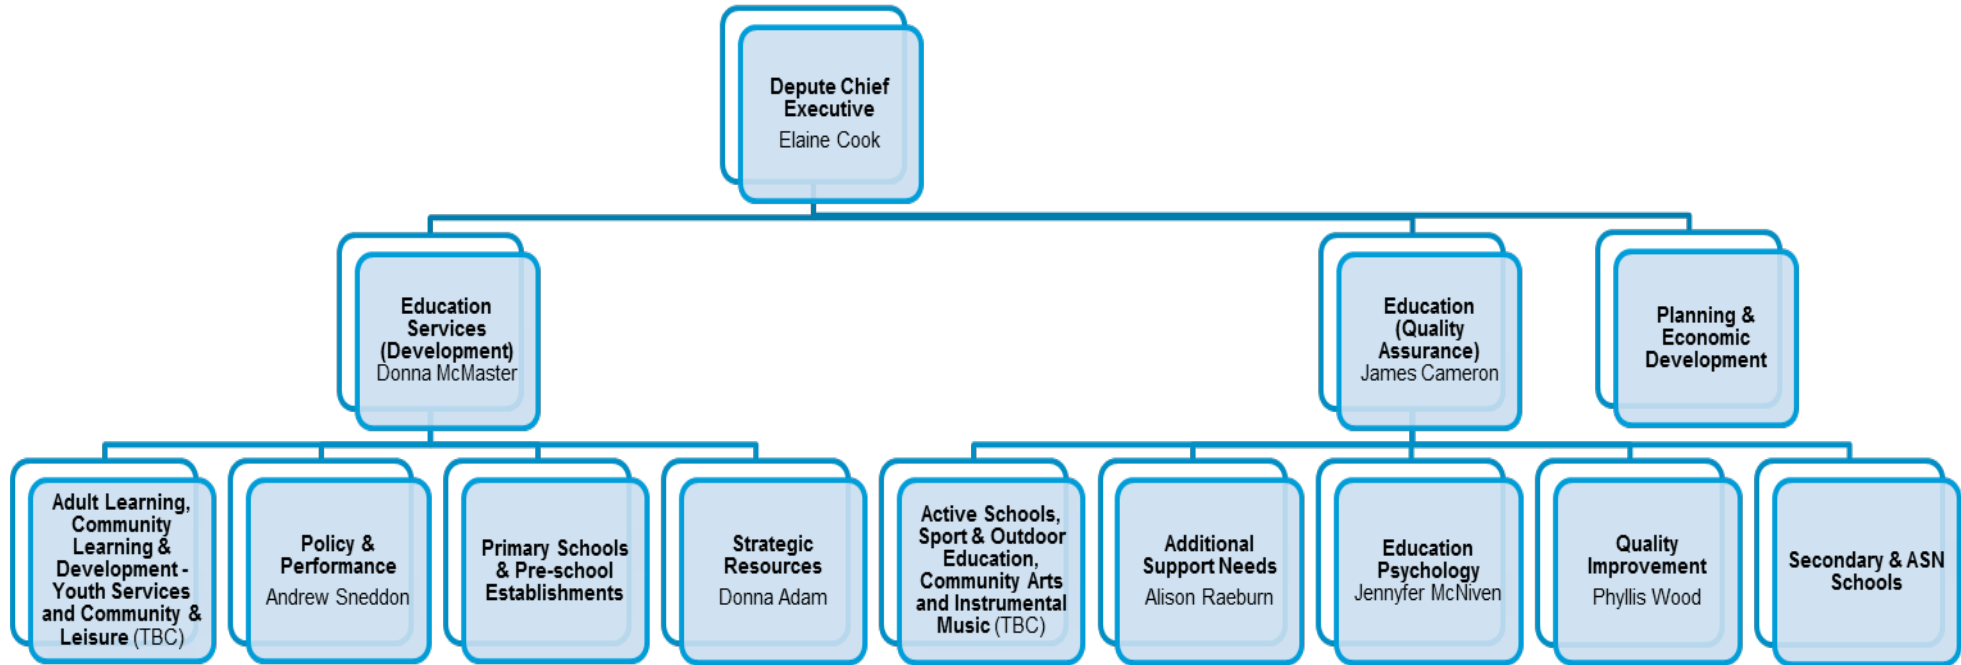 Depute Chief
Executive
Elaine Cook
Education
Services
(Development)
Donna McMaster
Education
(Quality
Assurance)
James Cameron
Planning &
Economic
Development
Adult Learning,
Community
Learning &
Development -
Youth Services
and Community &
Leisure (TBC)
Policy &
Performance
Andrew Sneddon
Primary Schools
& Pre-school
Establishments
Strategic
Resources
Donna Adam
Active Schools,
Sport & Outdoor
Education,
Community Arts
and Instrumental
Music (TBC)
Additional
Support Needs
Alison Raeburn
Education
Psychology
Jennyfer McNiven
Quality
Improvement
Phyllis Wood
Secondary & ASN
Schools